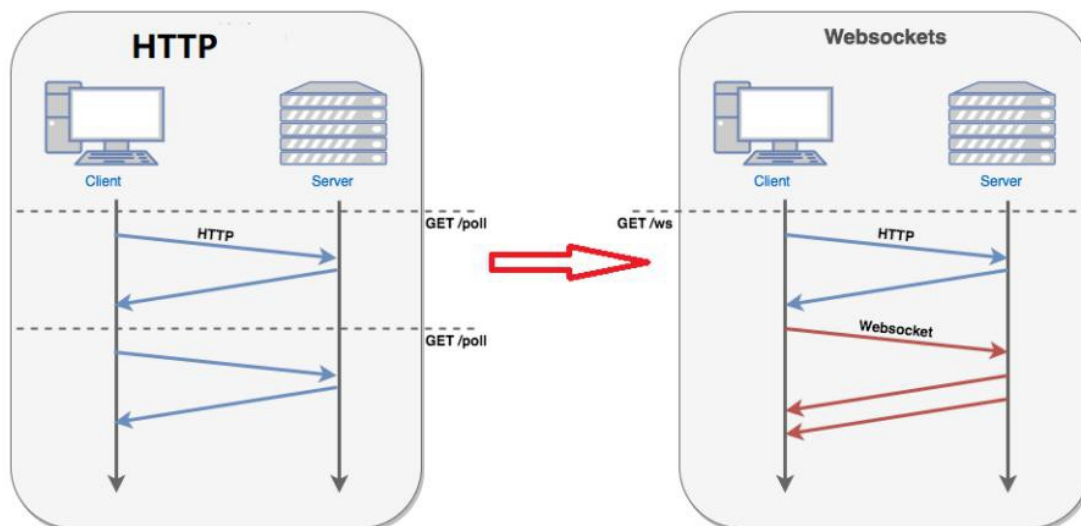 HTTP
Client
Server
GET /poll
HTTP
GET /poll
Websockets
Client
Server
GET /ws
HTTP
Websocket